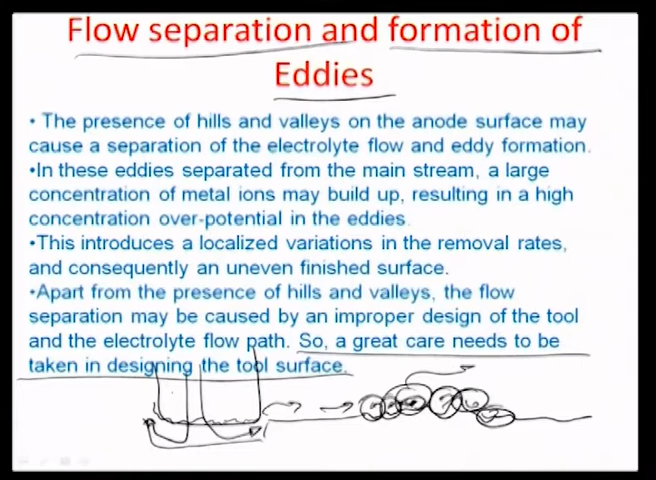 Flow separation and formation of
Eddies
• The presence of hills and valleys on the anode surface may
cause a separation of the electrolyte flow and eddy formation.
•In these eddies separated from the main stream, a large
concentration of metal ions may build up, resulting in a high
concentration over-potential in the eddies.
•This introduces a localized variations in the removal rates,
and consequently an uneven finished surface.
•Apart from the presence of hills and valleys, the flow
separation may be caused by an improper design of the tool
and the electrolyte flow path. So, a great care needs to be
taken in designing the tool surface.